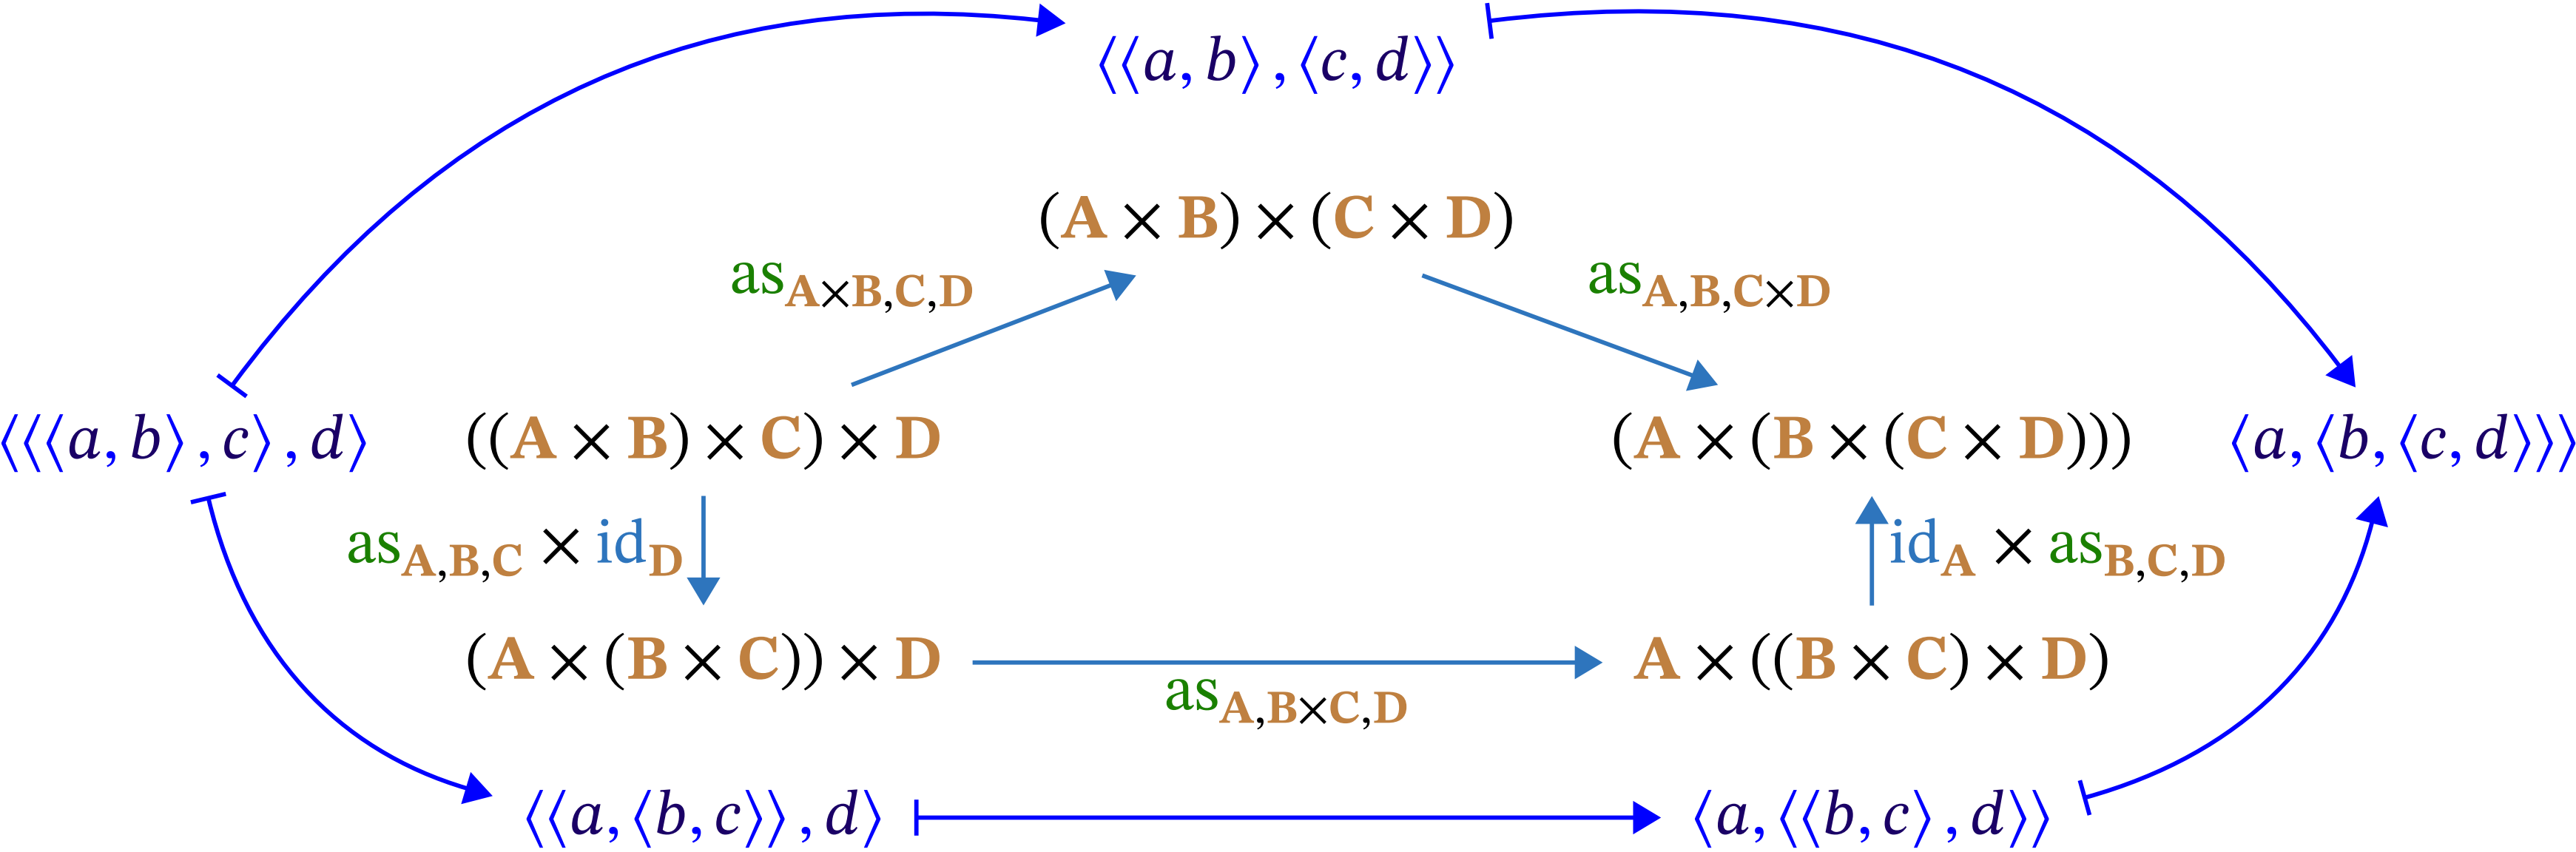 ⟨⟨a, b⟩, ⟨c, d⟩⟩
(A × B) × (C × D)
as_{A×B,C,D} as_{A,B,C×D}
⟨⟨⟨a, b⟩, c⟩, d⟩ ((A × B) × C) × D (A × (B × (C × D))) ⟨a, ⟨b, ⟨c, d⟩⟩⟩
as_{A,B,C} × id_D id_A × as_{B,C,D}
(A × (B × C)) × D A × ((B × C) × D)
as_{A,B×C,D}
⟨⟨a, ⟨b, c⟩⟩, d⟩ ⟨a, ⟨⟨b, c⟩, d⟩⟩